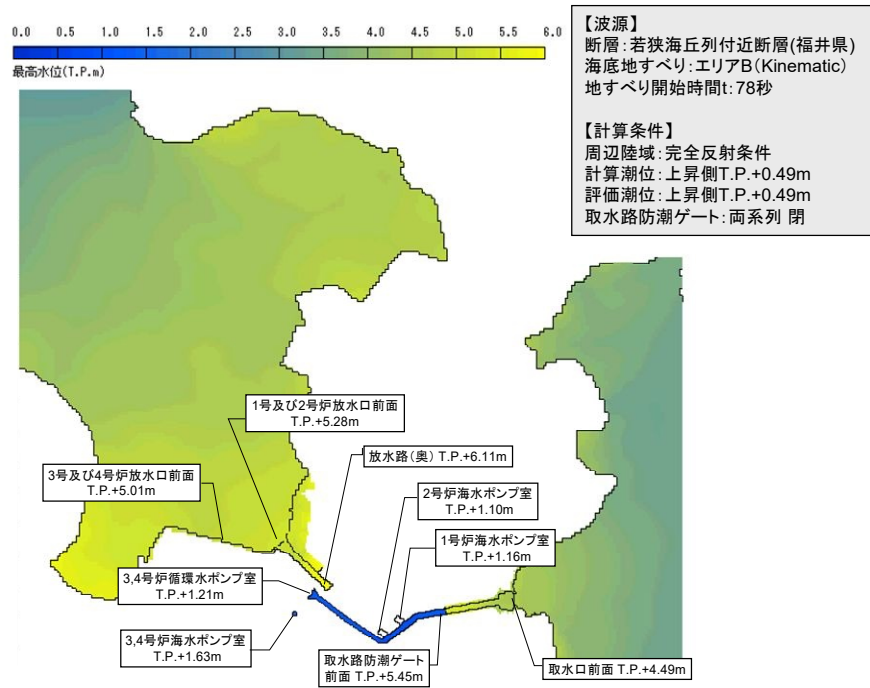 0.0 0.5 1.0 1.5 2.0 2.5 3.0 3.5 4.0 4.5 5.0 5.5 6.0
最高水位(T.P.m)
【波源】
断層:若狭海丘列付近断層(福井県)
海底地すべり:エリアB(Kinematic)
地すべり開始時間t:78秒
【計算条件】
周辺陸域:完全反射条件
計算潮位:上昇側T.P.+0.49m
評価潮位:上昇側T.P.+0.49m
取水路防潮ゲート:両系列 閉
1号及び2号炉放水口前面
T.P.+5.28m
放水路(奥) T.P.+6.11m
3号及び4号炉放水口前面
T.P.+5.01m
2号炉海水ポンプ室
T.P.+1.10m
1号炉海水ポンプ室
T.P.+1.16m
3,4号炉循環水ポンプ室
T.P.+1.21m
3,4号炉海水ポンプ室
T.P.+1.63m
取水路防潮ゲート
前面 T.P.+5.45m
取水口前面 T.P.+4.49m